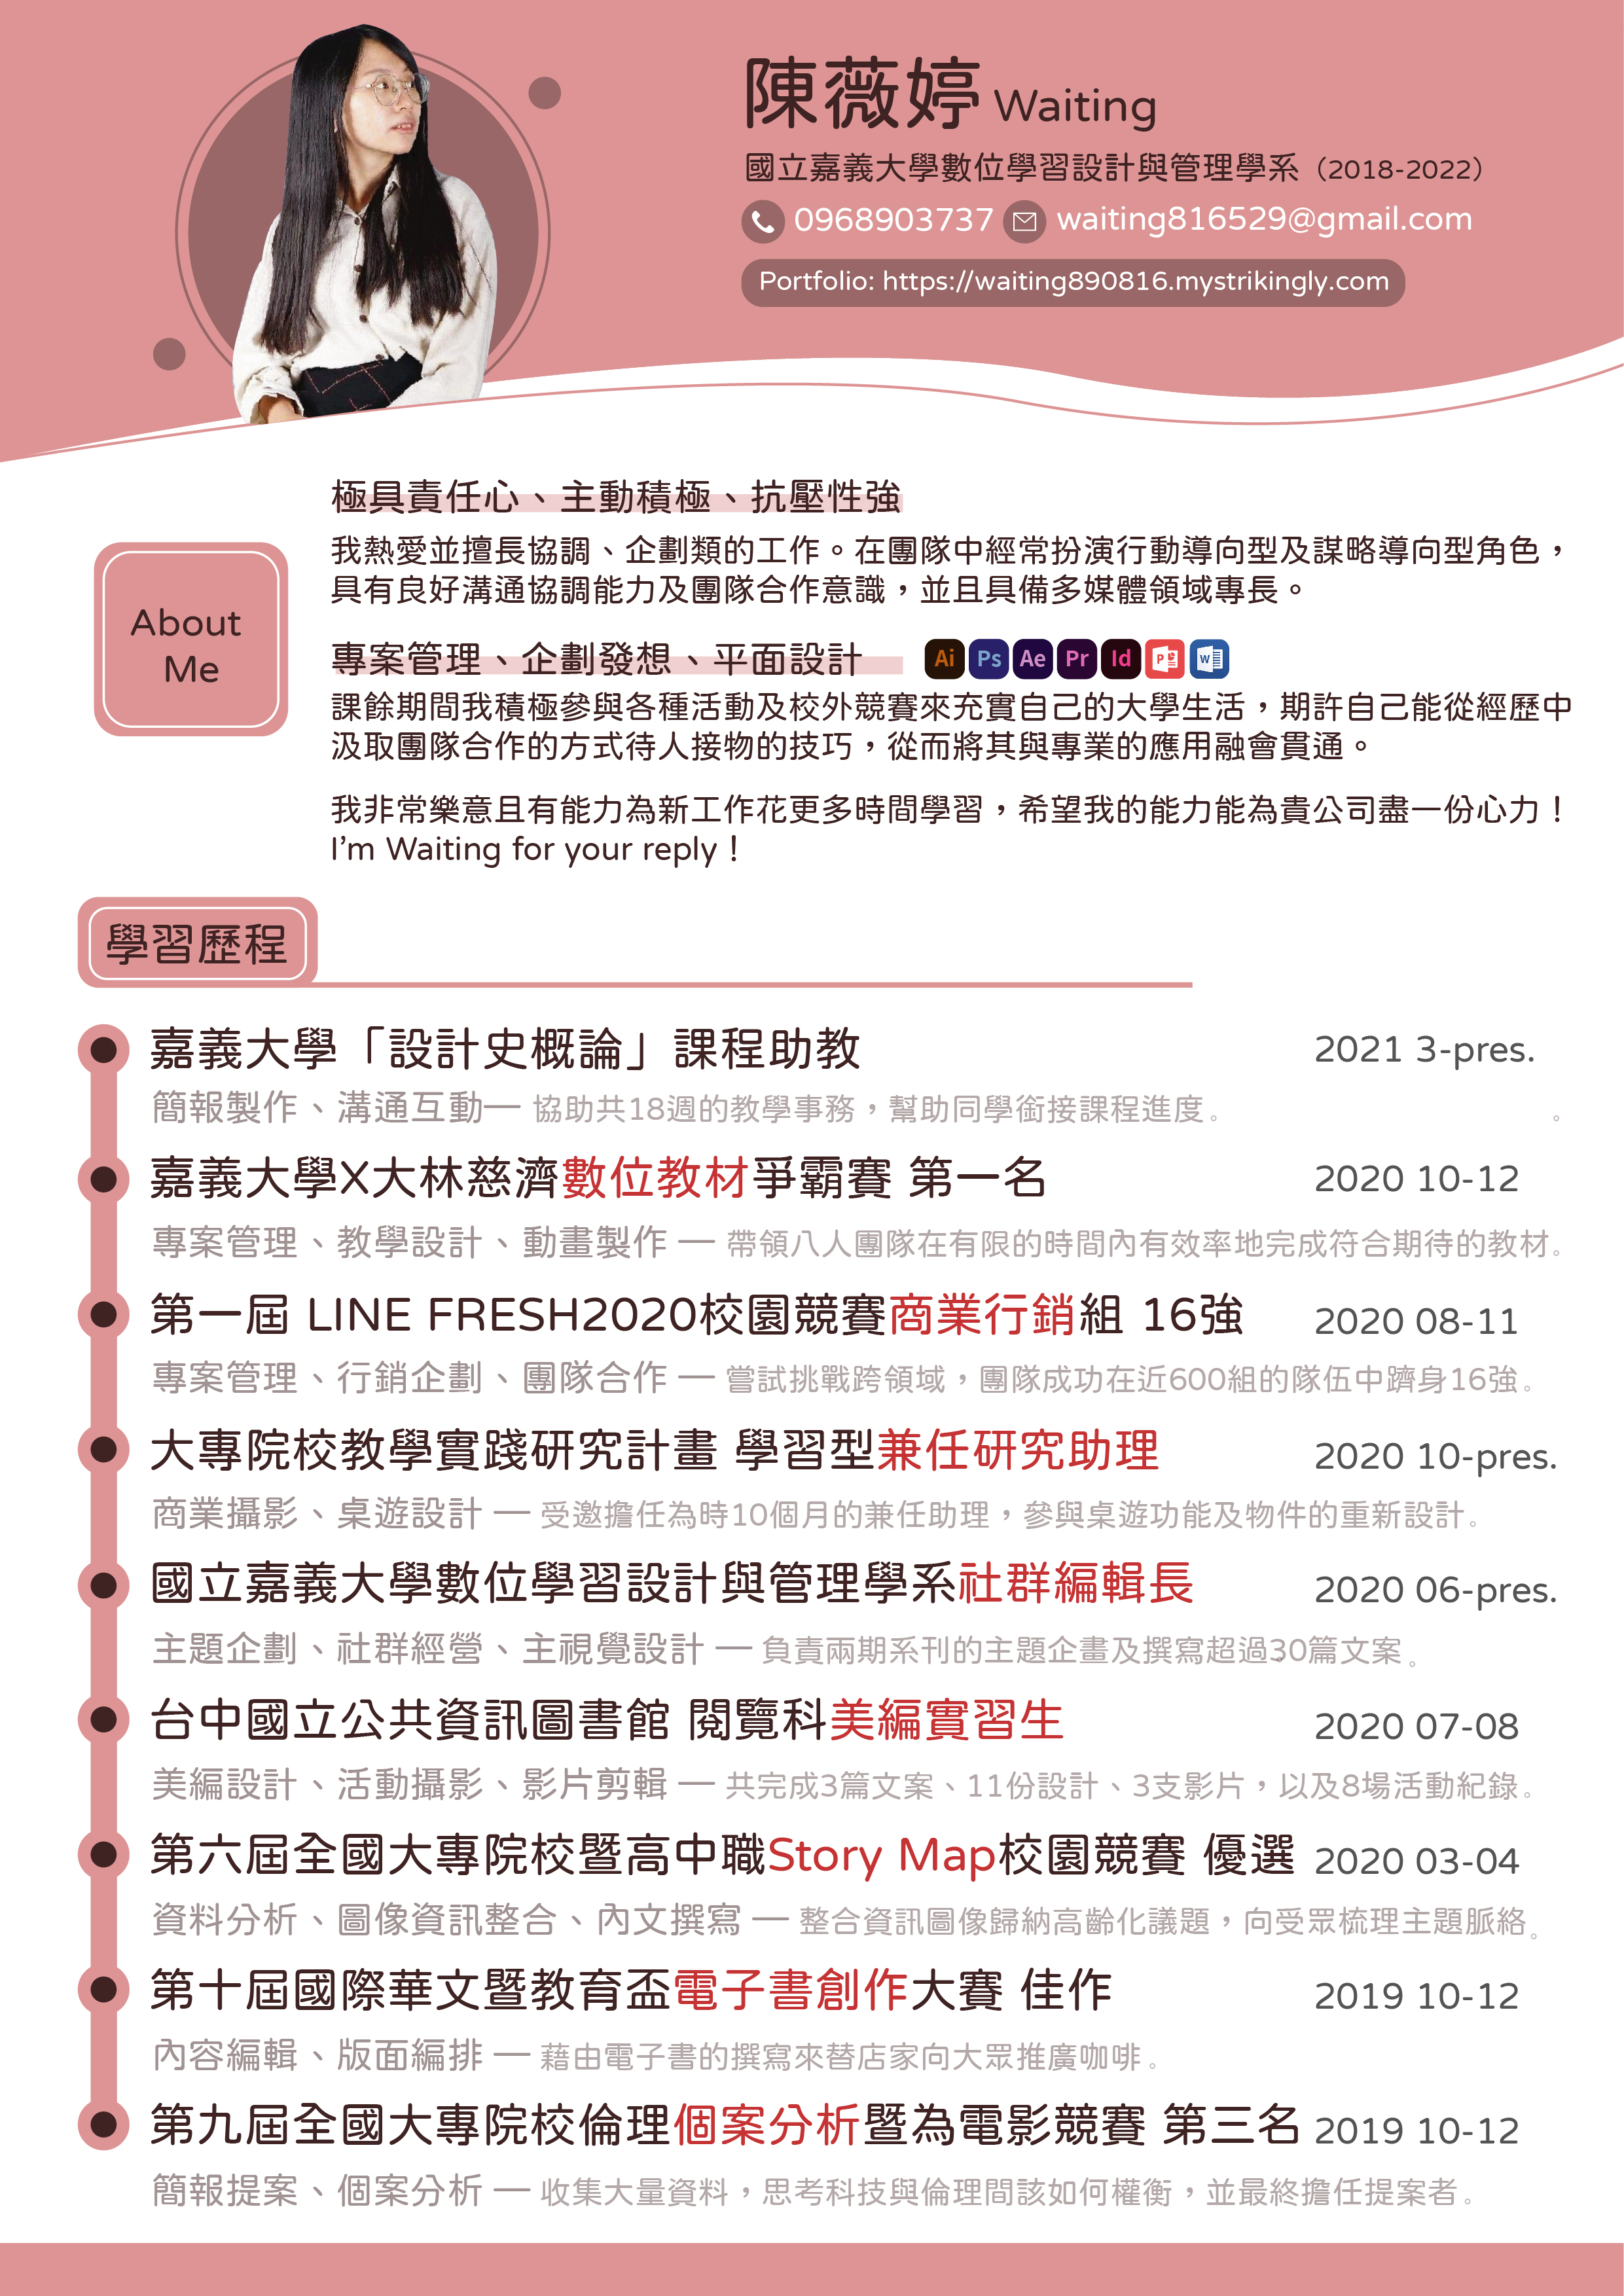 陳薇婷 Waiting
國立嘉義大學數位學習設計與管理學系（2018-2022）
0968903737 waiting816529@gmail.com
Portfolio: https://waiting890816.mystrikingly.com
About
Me
極具責任心、主動積極、抗壓性強
我熱愛並擅長協調、企劃類的工作。在團隊中經常扮演行動導向型及謀略導向型角色，
具有良好溝通協調能力及團隊合作意識，並且具備多媒體領域專長。
專案管理、企劃發想、平面設計 Ai Ps Ae Pr Id P W
課餘期間我積極參與各種活動及校外競賽來充實自己的大學生活，期許自己能從經歷中
汲取團隊合作的方式待人接物的技巧，從而將其與專業的應用融會貫通。
我非常樂意且有能力為新工作花更多時間學習，希望我的能力能為貴公司盡一份心力！
I’m Waiting for your reply！
學習歷程
嘉義大學「設計史概論」課程助教 2021 3-pres.
簡報製作、溝通互動— 協助共18週的教學事務，幫助同學銜接課程進度。 。
嘉義大學X大林慈濟數位教材爭霸賽 第一名 2020 10-12
專案管理、教學設計、動畫製作 — 帶領八人團隊在有限的時間內有效率地完成符合期待的教材。
第一屆 LINE FRESH2020校園競賽商業行銷組 16強 2020 08-11
專案管理、行銷企劃、團隊合作 — 嘗試挑戰跨領域，團隊成功在近600組的隊伍中躋身16強。
大專院校教學實踐研究計畫 學習型兼任研究助理 2020 10-pres.
商業攝影、桌遊設計 — 受邀擔任為時10個月的兼任助理，參與桌遊功能及物件的重新設計。
國立嘉義大學數位學習設計與管理學系社群編輯長 2020 06-pres.
主題企劃、社群經營、主視覺設計 — 負責兩期系刊的主題企畫及撰寫超過30篇文案。
台中國立公共資訊圖書館 閱覽科美編實習生 2020 07-08
美編設計、活動攝影、影片剪輯 — 共完成3篇文案、11份設計、3支影片，以及8場活動紀錄。
第六屆全國大專院校暨高中職Story Map校園競賽 優選 2020 03-04
資料分析、圖像資訊整合、內文撰寫 — 整合資訊圖像歸納高齡化議題，向受眾梳理主題脈絡。
第十屆國際華文暨教育盃電子書創作大賽 佳作 2019 10-12
內容編輯、版面編排 — 藉由電子書的撰寫來替店家向大眾推廣咖啡。
第九屆全國大專院校倫理個案分析暨為電影競賽 第三名 2019 10-12
簡報提案、個案分析 — 收集大量資料，思考科技與倫理間該如何權衡，並最終擔任提案者。